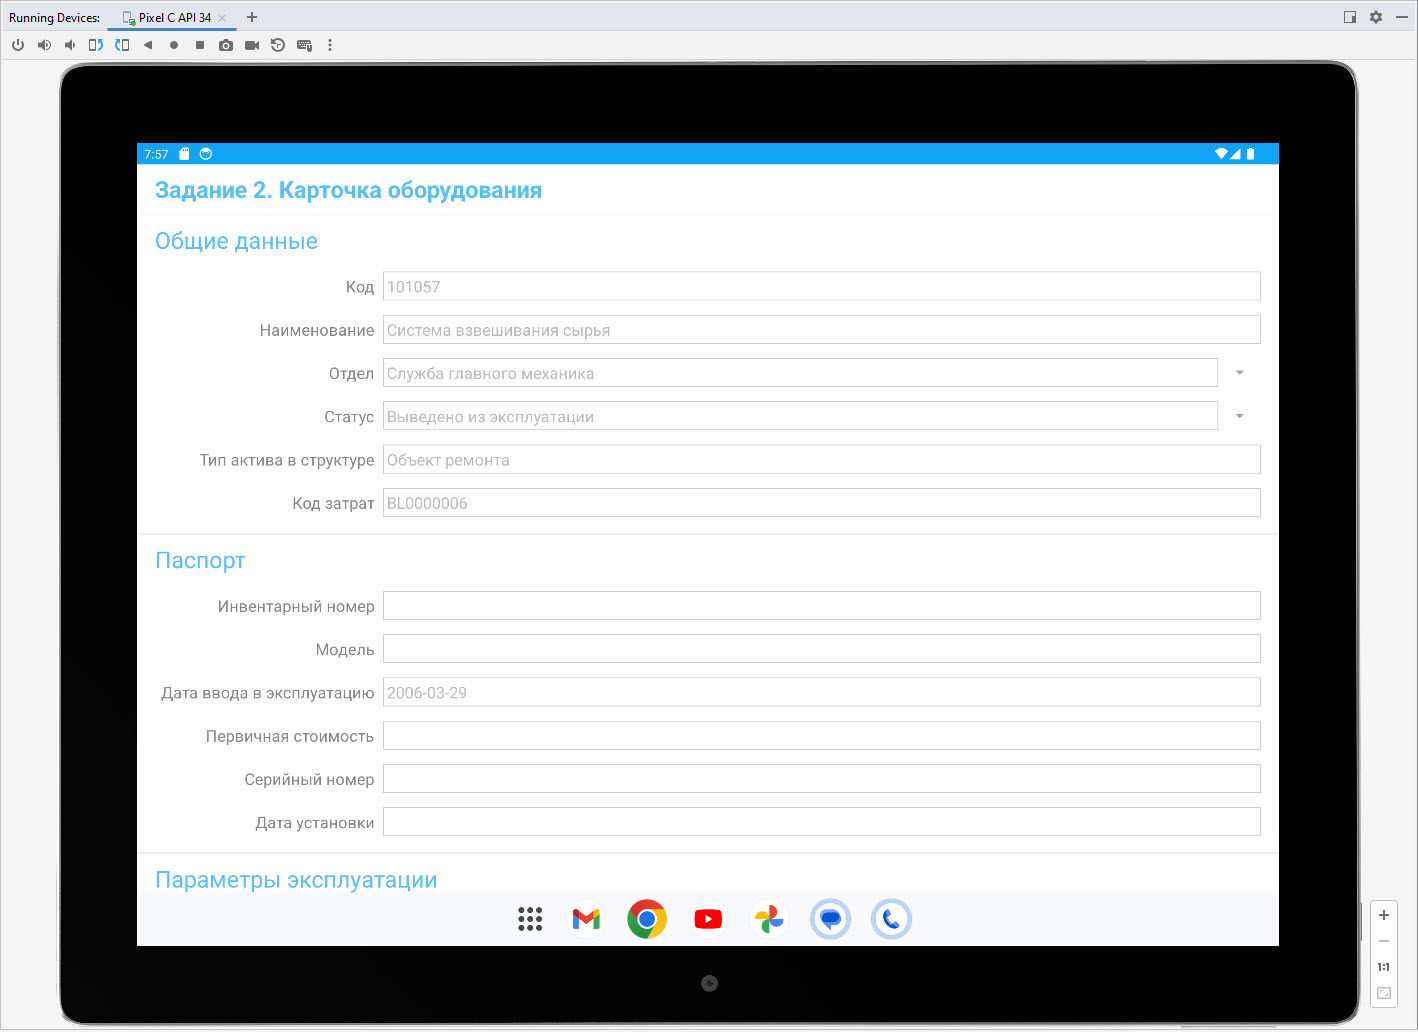 Running Devices: Pixel C API 34
7:57
Задание 2. Карточка оборудования
Общие данные
Код 101057
Наименование Система взвешивания сырья
Отдел Служба главного механика
Статус Выведено из эксплуатации
Тип актива в структуре Объект ремонта
Код затрат BL0000006
Паспорт
Инвентарный номер
Модель
Дата ввода в эксплуатацию 2006-03-29
Первичная стоимость
Серийный номер
Дата установки
Параметры эксплуатации
1:1